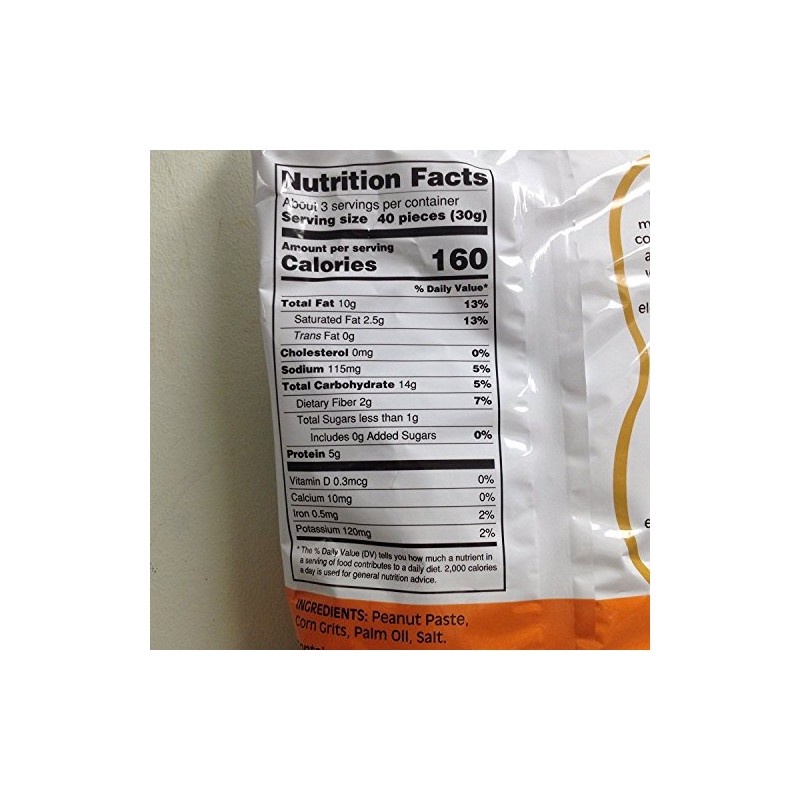 Nutrition Facts
About 3 servings per container
Serving size 40 pieces (30g)
Amount per serving
Calories 160
% Daily Value*
Total Fat 10g 13%
Saturated Fat 2.5g 13%
Trans Fat 0g
Cholesterol 0mg 0%
Sodium 115mg 5%
Total Carbohydrate 14g 5%
Dietary Fiber 2g 7%
Total Sugars less than 1g
Includes 0g Added Sugars 0%
Protein 5g
Vitamin D 0.3mcg 0%
Calcium 10mg 0%
Iron 0.5mg 2%
Potassium 120mg 2%
* The % Daily Value (DV) tells you how much a nutrient in
a serving of food contributes to a daily diet. 2,000 calories
a day is used for general nutrition advice.
INGREDIENTS: Peanut Paste,
Corn Grits, Palm Oil, Salt.